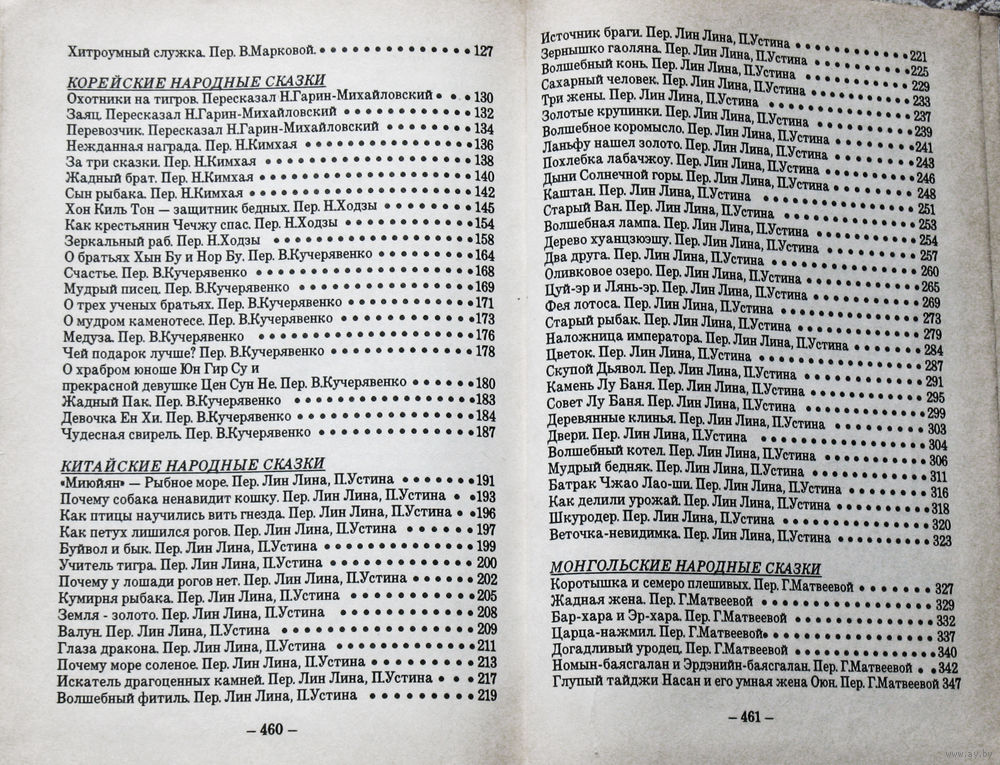 Хитроумный служка. Пер. В.Марковой. 127
КОРЕЙСКИЕ НАРОДНЫЕ СКАЗКИ
Охотники на тигров. Пересказал Н.Гарин-Михайловский 130
Заяц. Пересказал Н.Гарин-Михайловский 132
Перевозчик. Пересказал Н.Гарин-Михайловский 134
Нежданная награда. Пер. Н.Кимхая 136
За три сказки. Пер. Н.Кимхая 138
Жадный брат. Пер. Н.Кимхая 140
Сын рыбака. Пер. Н.Кимхая 142
Хон Киль Тон — защитник бедных. Пер. Н.Ходзы 145
Как крестьянин Чечжу спас. Пер. Н.Ходзы 154
Зеркальный раб. Пер. Н.Ходзы 158
О братьях Хын Бу и Нор Бу. Пер. В.Кучерявенко 164
Счастье. Пер. В.Кучерявенко 168
Мудрый писец. Пер. В.Кучерявенко 169
О трех ученых братьях. Пер. В.Кучерявенко 171
О мудром каменотесе. Пер. В.Кучерявенко 173
Медуза. Пер. В.Кучерявенко 176
Чей подарок лучше? Пер. В.Кучерявенко 178
О храбром юноше Юн Гир Су и
прекрасной девушке Цен Сун Не. Пер. В.Кучерявенко 180
Жадный Пак. Пер. В.Кучерявенко 183
Девочка Ен Хи. Пер. В.Кучерявенко 184
Чудесная свирель. Пер. В.Кучерявенко 187
КИТАЙСКИЕ НАРОДНЫЕ СКАЗКИ
«Миюйян» — Рыбное море. Пер. Лин Лина, П.Устина 191
Почему собака ненавидит кошку. Пер. Лин Лина, П.Устина 193
Как птицы научились вить гнезда. Пер. Лин Лина, П.Устина 196
Как петух лишился рогов. Пер. Лин Лина, П.Устина 197
Буйвол и бык. Пер. Лин Лина, П.Устина 199
Учитель тигра. Пер. Лин Лина, П.Устина 200
Почему у лошади рогов нет. Пер. Лин Лина, П.Устина 202
Кумирня рыбака. Пер. Лин Лина, П.Устина 205
Земля - золото. Пер. Лин Лина, П.Устина 208
Валун. Пер. Лин Лина, П.Устина 209
Глаза дракона. Пер. Лин Лина, П.Устина 211
Почему море соленое. Пер. Лин Лина, П.Устина 213
Искатель драгоценных камней. Пер. Лин Лина, П.Устина 217
Волшебный фитиль. Пер. Лин Лина, П.Устина 219
– 460 –
Источник браги. Пер. Лин Лина, П.Устина 221
Зернышко гаоляна. Пер. Лин Лина, П.Устина 225
Волшебный конь. Пер. Лин Лина, П.Устина 229
Сахарный человек. Пер. Лин Лина, П.Устина 233
Три жены. Пер. Лин Лина, П.Устина 237
Золотые крупинки. Пер. Лин Лина, П.Устина 239
Волшебное коромысло. Пер. Лин Лина, П.Устина 241
Ланьфу нашел золото. Пер. Лин Лина, П.Устина 243
Похлебка лабачжоу. Пер. Лин Лина, П.Устина 246
Дыни Солнечной горы. Пер. Лин Лина, П.Устина 248
Каштан. Пер. Лин Лина, П.Устина 251
Старый Ван. Пер. Лин Лина, П.Устина 253
Волшебная лампа. Пер. Лин Лина, П.Устина 254
Дерево хуанцзюэшу. Пер. Лин Лина, П.Устина 257
Два друга. Пер. Лин Лина, П.Устина 260
Оливковое озеро. Пер. Лин Лина, П.Устина 265
Цуй-эр и Лянь-эр. Пер. Лин Лина, П.Устина 269
Фея лотоса. Пер. Лин Лина, П.Устина 273
Старый рыбак. Пер. Лин Лина, П.Устина 279
Наложница императора. Пер. Лин Лина, П.Устина 284
Цветок. Пер. Лин Лина, П.Устина 287
Скупой Дьявол. Пер. Лин Лина, П.Устина 291
Камень Лу Баня. Пер. Лин Лина, П.Устина 295
Совет Лу Баня. Пер. Лин Лина, П.Устина 299
Деревянные клинья. Пер. Лин Лина, П.Устина 303
Двери. Пер. Лин Лина, П.Устина 304
Волшебный котел. Пер. Лин Лина, П.Устина 306
Мудрый бедняк. Пер. Лин Лина, П.Устина 311
Батрак Чжао Лао-ши. Пер. Лин Лина, П.Устина 316
Как делили урожай. Пер. Лин Лина, П.Устина 318
Шкуродер. Пер. Лин Лина, П.Устина 320
Веточка-невидимка. Пер. Лин Лина, П.Устина 323
МОНГОЛЬСКИЕ НАРОДНЫЕ СКАЗКИ
Коротышка и семеро плешивых. Пер. Г.Матвеевой 327
Жадная жена. Пер. Г.Матвеевой 329
Бар-хара и Эр-хара. Пер. Г.Матвеевой 332
Царца-нажмил. Пер. Г.Матвеевой 337
Догадливый уродец. Пер. Г.Матвеевой 340
Номын-баясгалан и Эрдэнийн-баясгалан. Пер. Г.Матвеевой 342
Глупый тайджи Насан и его умная жена Оюн. Пер. Г.Матвеевой 347
– 461 –
www.ay.by